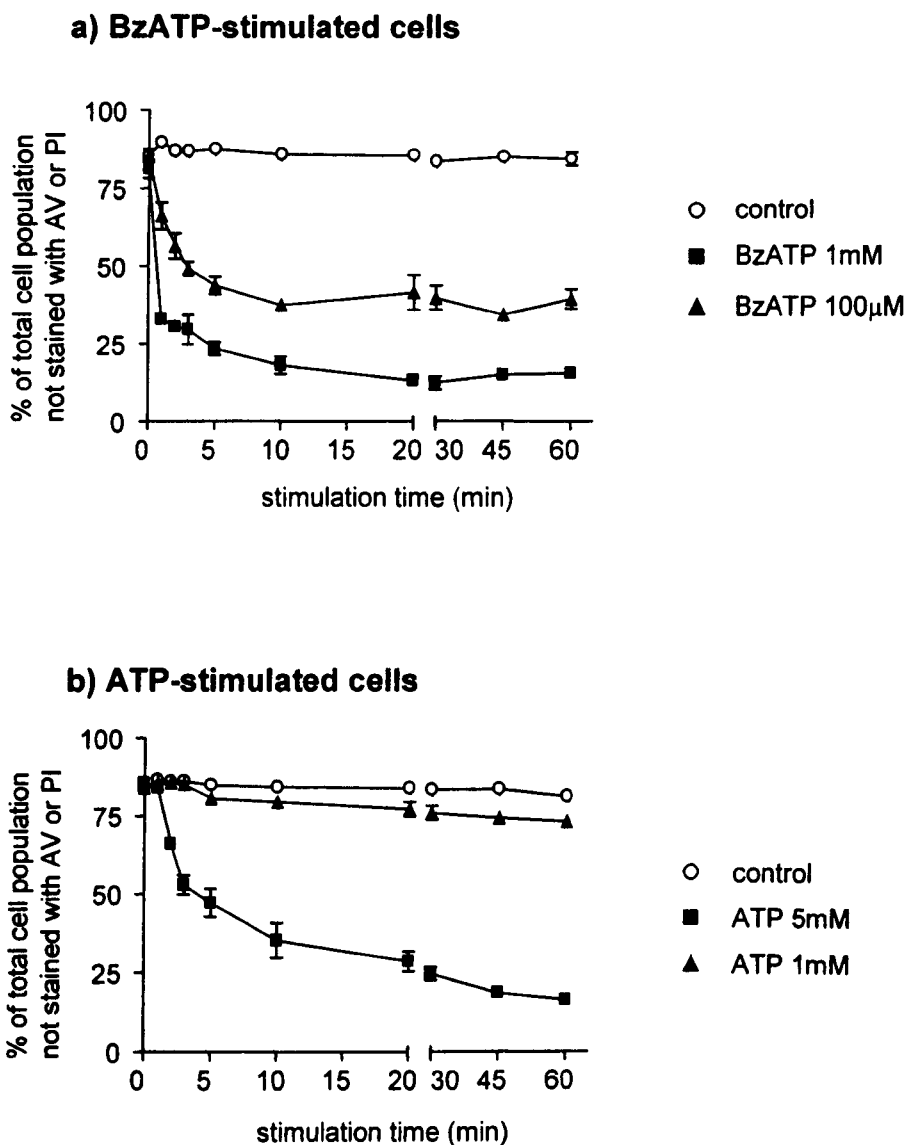 a) BzATP-stimulated cells
% of total cell population
not stained with AV or PI
100
75
50
25
0
0 5 10 15 20 30 45 60
stimulation time (min)
control
BzATP 1mM
BzATP 100μM
b) ATP-stimulated cells
% of total cell population
not stained with AV or PI
100
75
50
25
0
0 5 10 15 20 30 45 60
stimulation time (min)
control
ATP 5mM
ATP 1mM